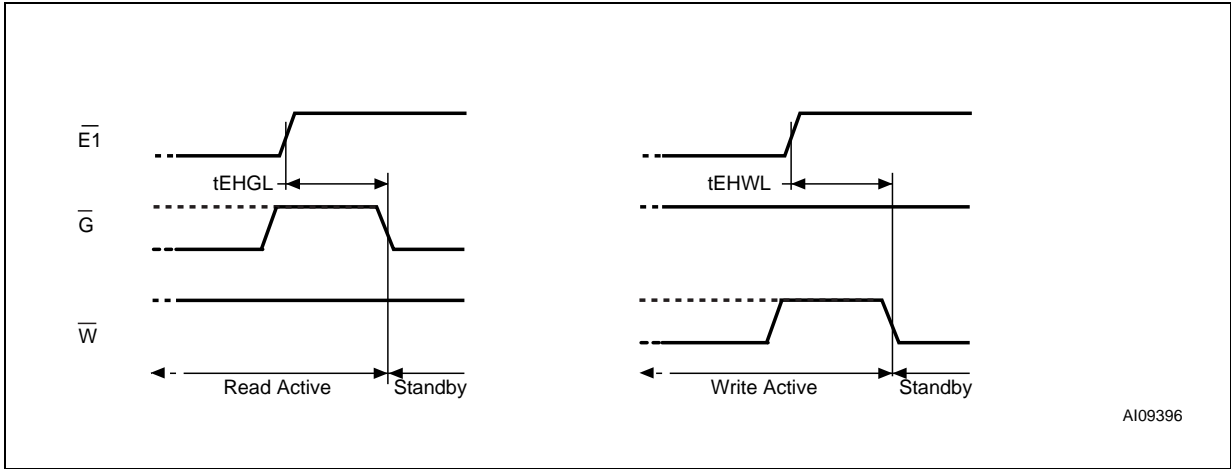 E1
tEHGL
G
W
Read Active
Standby
tEHWL
Write Active
Standby
AI09396